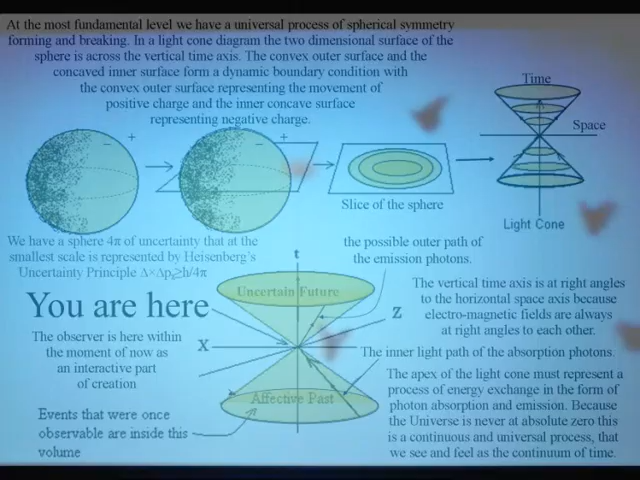 At the most fundamental level we have a universal process of spherical symmetry
forming and breaking. In a light cone diagram the two dimensional surface of the
sphere is across the vertical time axis. The convex outer surface and the
concaved inner surface form a dynamic boundary condition with
the convex outer surface representing the movement of
positive charge and the inner concave surface
representing negative charge.
− +
− +
Time
Space
Slice of the sphere
Light Cone
We have a sphere 4π of uncertainty that at the
smallest scale is represented by Heisenberg's
Uncertainty Principle Δ×Δpₓ≥h/4π
the possible outer path of
the emission photons.
t
Uncertain Future
Z
X
You are here
The vertical time axis is at right angles
to the horizontal space axis because
electro-magnetic fields are always
at right angles to each other.
The observer is here within
the moment of now as
an interactive part
of creation
The inner light path of the absorption photons.
Affective Past
Events that were once
observable are inside this
volume
The apex of the light cone must represent a
process of energy exchange in the form of
photon absorption and emission. Because
the Universe is never at absolute zero this
is a continuous and universal process, that
we see and feel as the continuum of time.